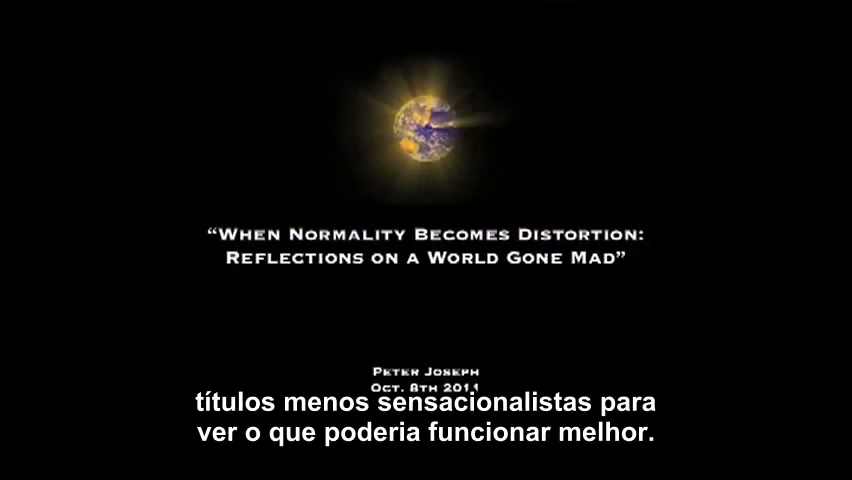 “When Normality Becomes Distortion:
Reflections on a World Gone Mad”
Peter Joseph
Oct. 8th 2011
títulos menos sensacionalistas para
ver o que poderia funcionar melhor.